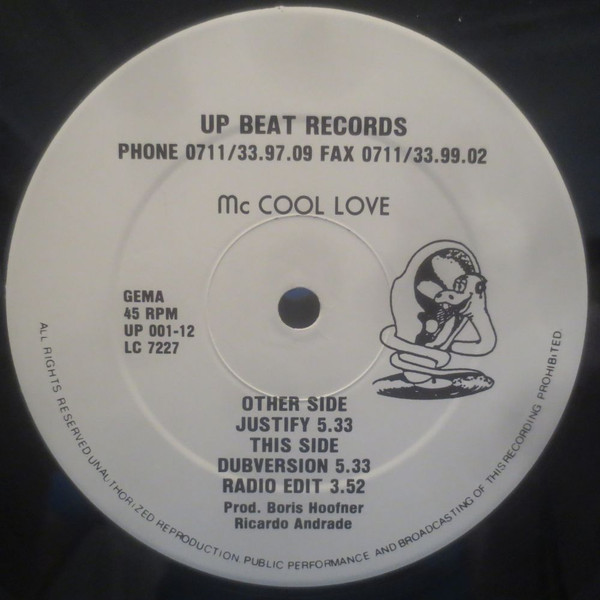 UP BEAT RECORDS
PHONE 0711/33.97.09 FAX 0711/33.99.02
Mc COOL LOVE
GEMA
45 RPM
UP 001-12
LC 7227
OTHER SIDE
JUSTIFY 5.33
THIS SIDE
DUBVERSION 5.33
RADIO EDIT 3.52
Prod. Boris Hoofner
Ricardo Andrade
ALL RIGHTS RESERVED UNAUTHORIZED REPRODUCTION. PUBLIC PERFORMANCE AND BROADCASTING OF THIS RECORDING PROHIBITED.